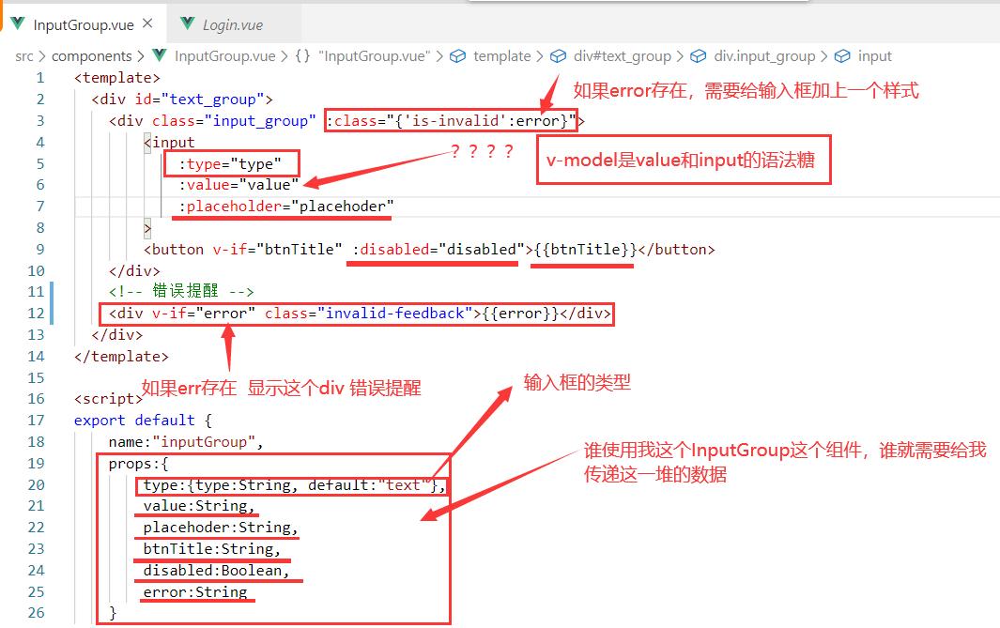 InputGroup.vue × Login.vue
src > components > InputGroup.vue > {} "InputGroup.vue" > template > div#text_group > div.input_group > input
1 <template>
2 <div id="text_group">
如果error存在，需要给输入框加上一个样式
3 <div class="input_group" :class="{'is-invalid':error}">
4 <input
？？？？
v-model是value和input的语法糖
5 :type="type"
6 :value="value"
7 :placeholder="placehoder"
8 >
9 <button v-if="btnTitle" :disabled="disabled">{{btnTitle}}</button>
10 </div>
11 <!-- 错误提醒 -->
12 <div v-if="error" class="invalid-feedback">{{error}}</div>
13 </div>
14 </template>
15
如果err存在 显示这个div 错误提醒
输入框的类型
16 <script>
17 export default {
18 name:"inputGroup",
谁使用我这个InputGroup这个组件，谁就需要给我
传递这一堆的数据
19 props:{
20 type:{type:String, default:"text"},
21 value:String,
22 placehoder:String,
23 btnTitle:String,
24 disabled:Boolean,
25 error:String
26 }